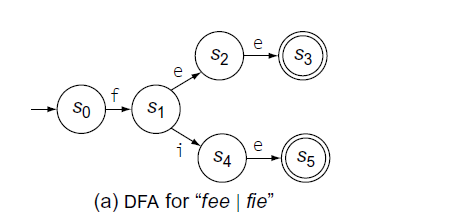 e
S2
S3
e
f
S0
S1
i
e
S4
S5
(a) DFA for “fee | fie”